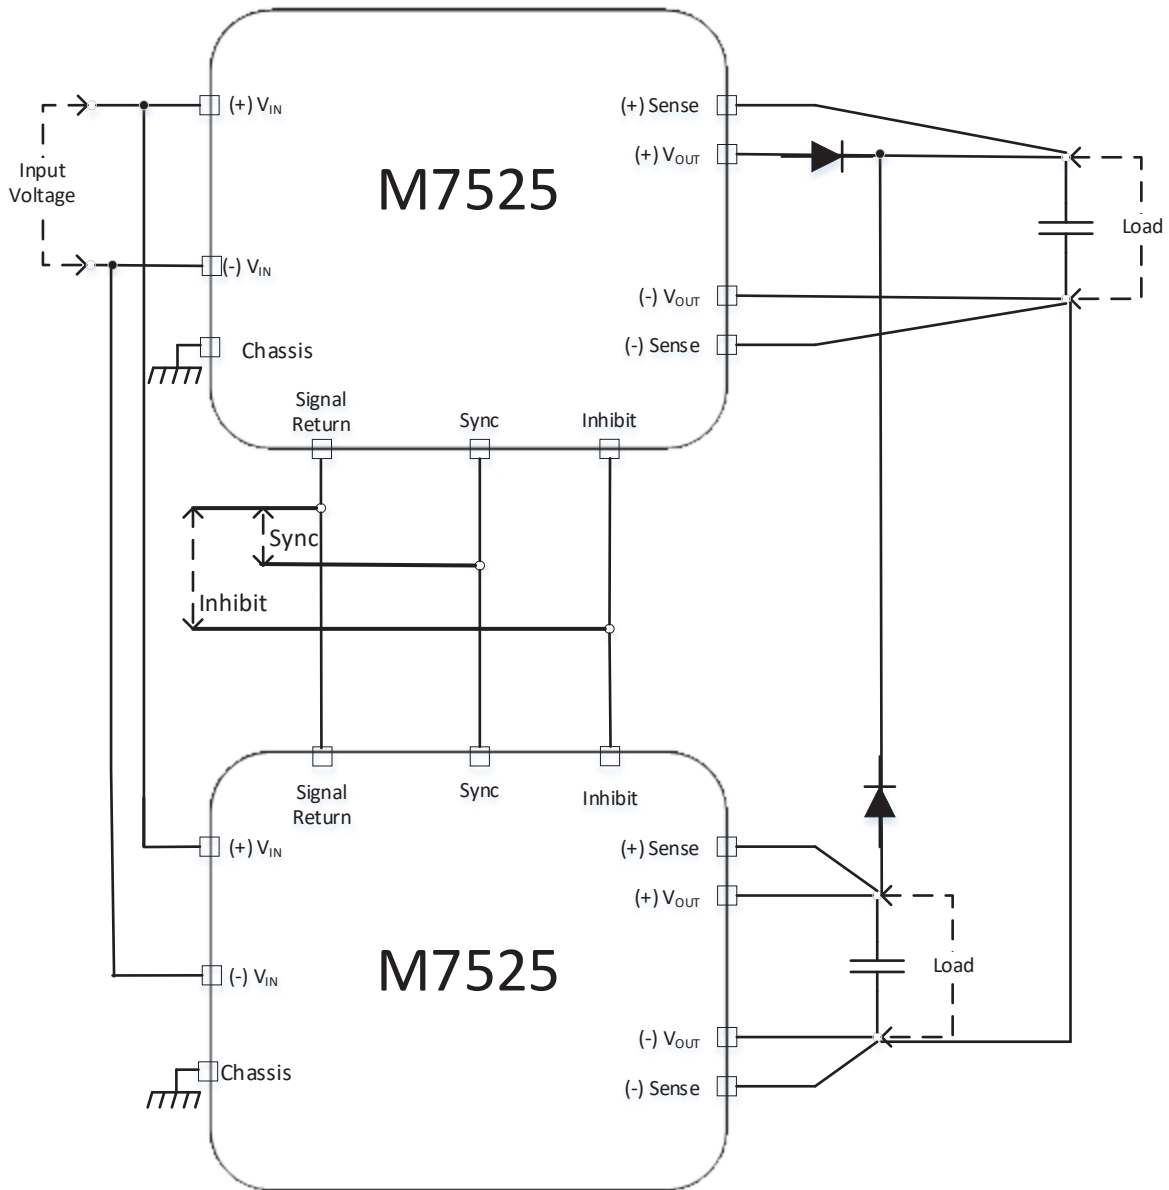 (+) VIN
(+) Sense
Input
Voltage
(+) VOUT
M7525
Load
(-) VIN
(-) VOUT
Chassis
(-) Sense
Signal
Return
Sync
Inhibit
Sync
Inhibit
Signal
Return
Sync
Inhibit
(+) VIN
(+) Sense
(+) VOUT
M7525
Load
(-) VIN
(-) VOUT
Chassis
(-) Sense